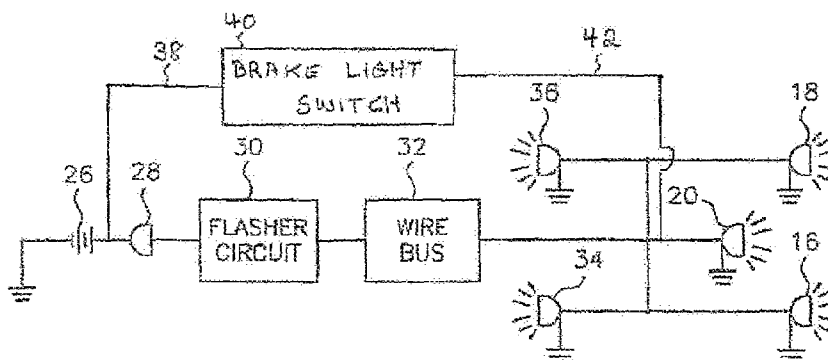 40
38
BRAKE LIGHT
SWITCH
42
36
18
26
28
30
32
20
FLASHER
CIRCUIT
WIRE
BUS
34
16